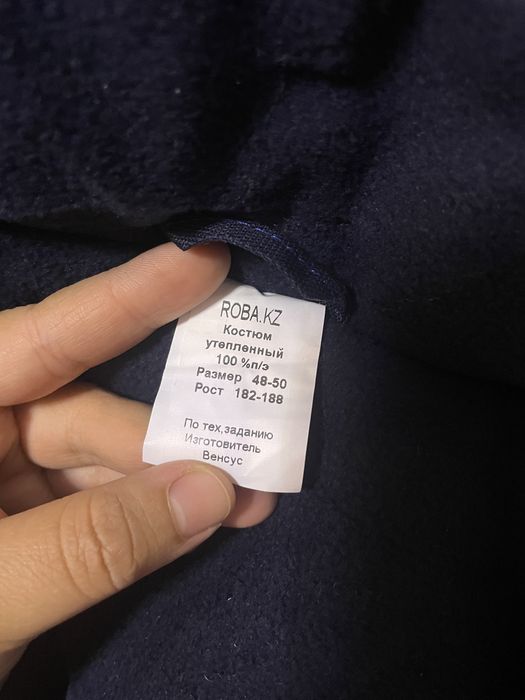 ROBA.KZ
Костюм
утепленный
100 %п/э
Размер 48-50
Рост 182-188
По тех,заданию
Изготовитель
Венсус